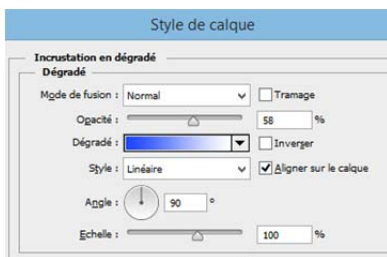 Style de calque
Incrustation en dégradé
Dégradé
Mode de fusion : Normal Tramage
Opacité : 58 %
Dégradé : Inverser
Style : Linéaire Aligner sur le calque
Angle : 90 °
Echelle : 100 %